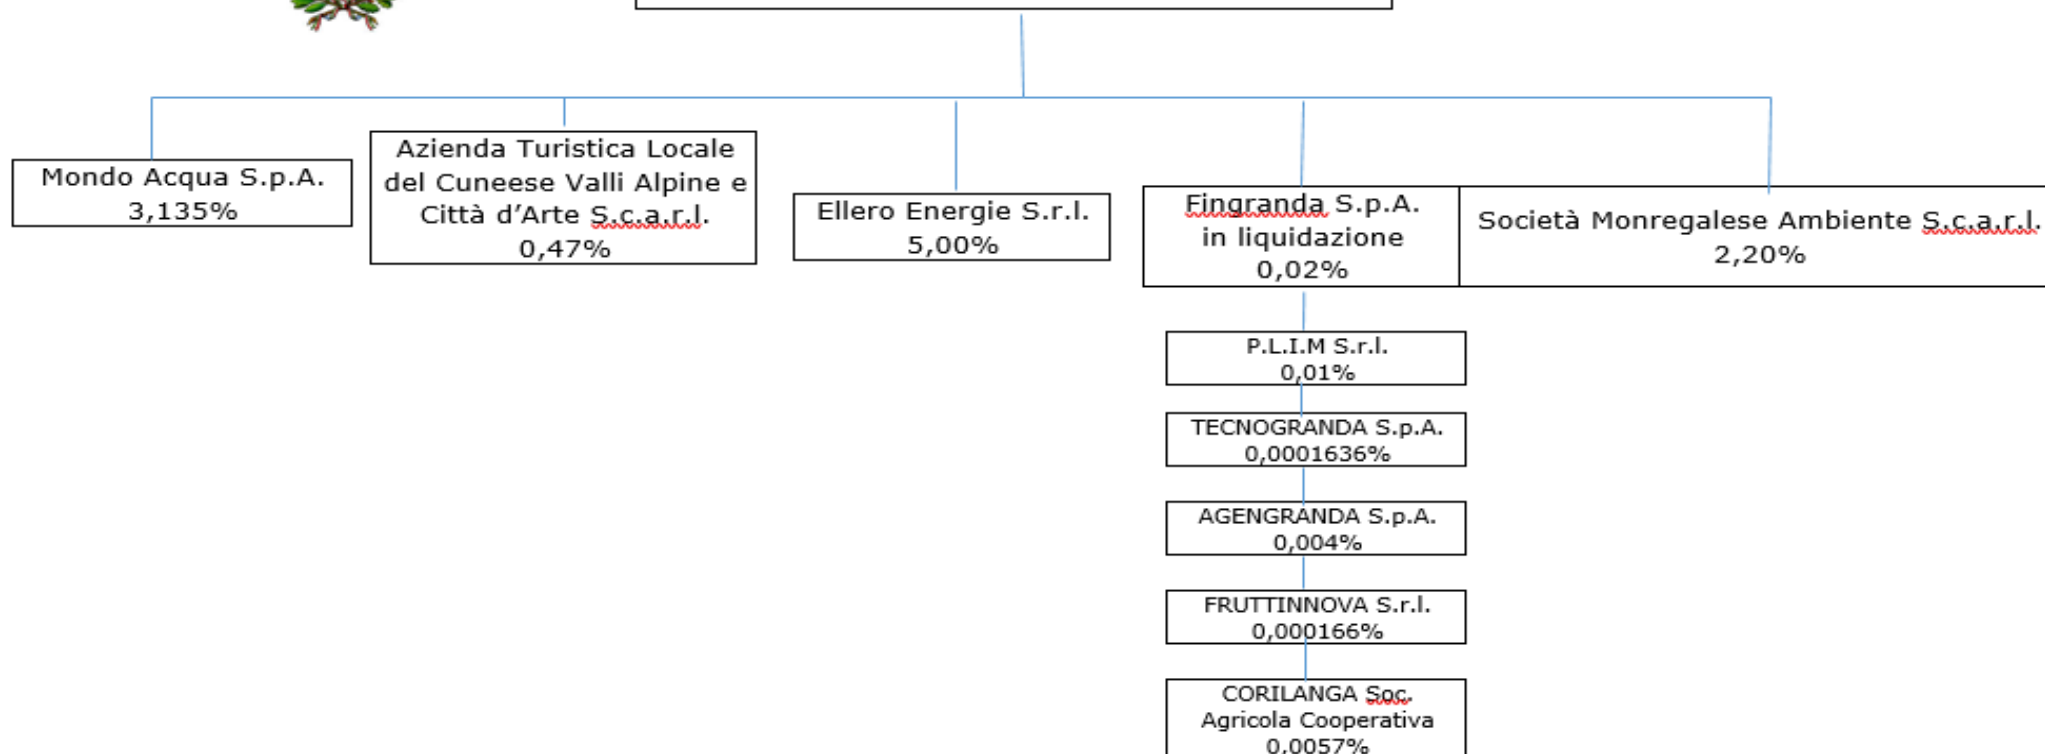 Mondo Acqua S.p.A.
3,135%
Azienda Turistica Locale
del Cuneese Valli Alpine e
Città d’Arte S.c.a.r.l.
0,47%
Ellero Energie S.r.l.
5,00%
Fingranda S.p.A.
in liquidazione
0,02%
Società Monregalese Ambiente S.c.a.r.l.
2,20%
P.L.I.M S.r.l.
0,01%
TECNOGRANDA S.p.A.
0,0001636%
AGENGRANDA S.p.A.
0,004%
FRUTTINNOVA S.r.l.
0,000166%
CORILANGA Soc.
Agricola Cooperativa
0,0057%